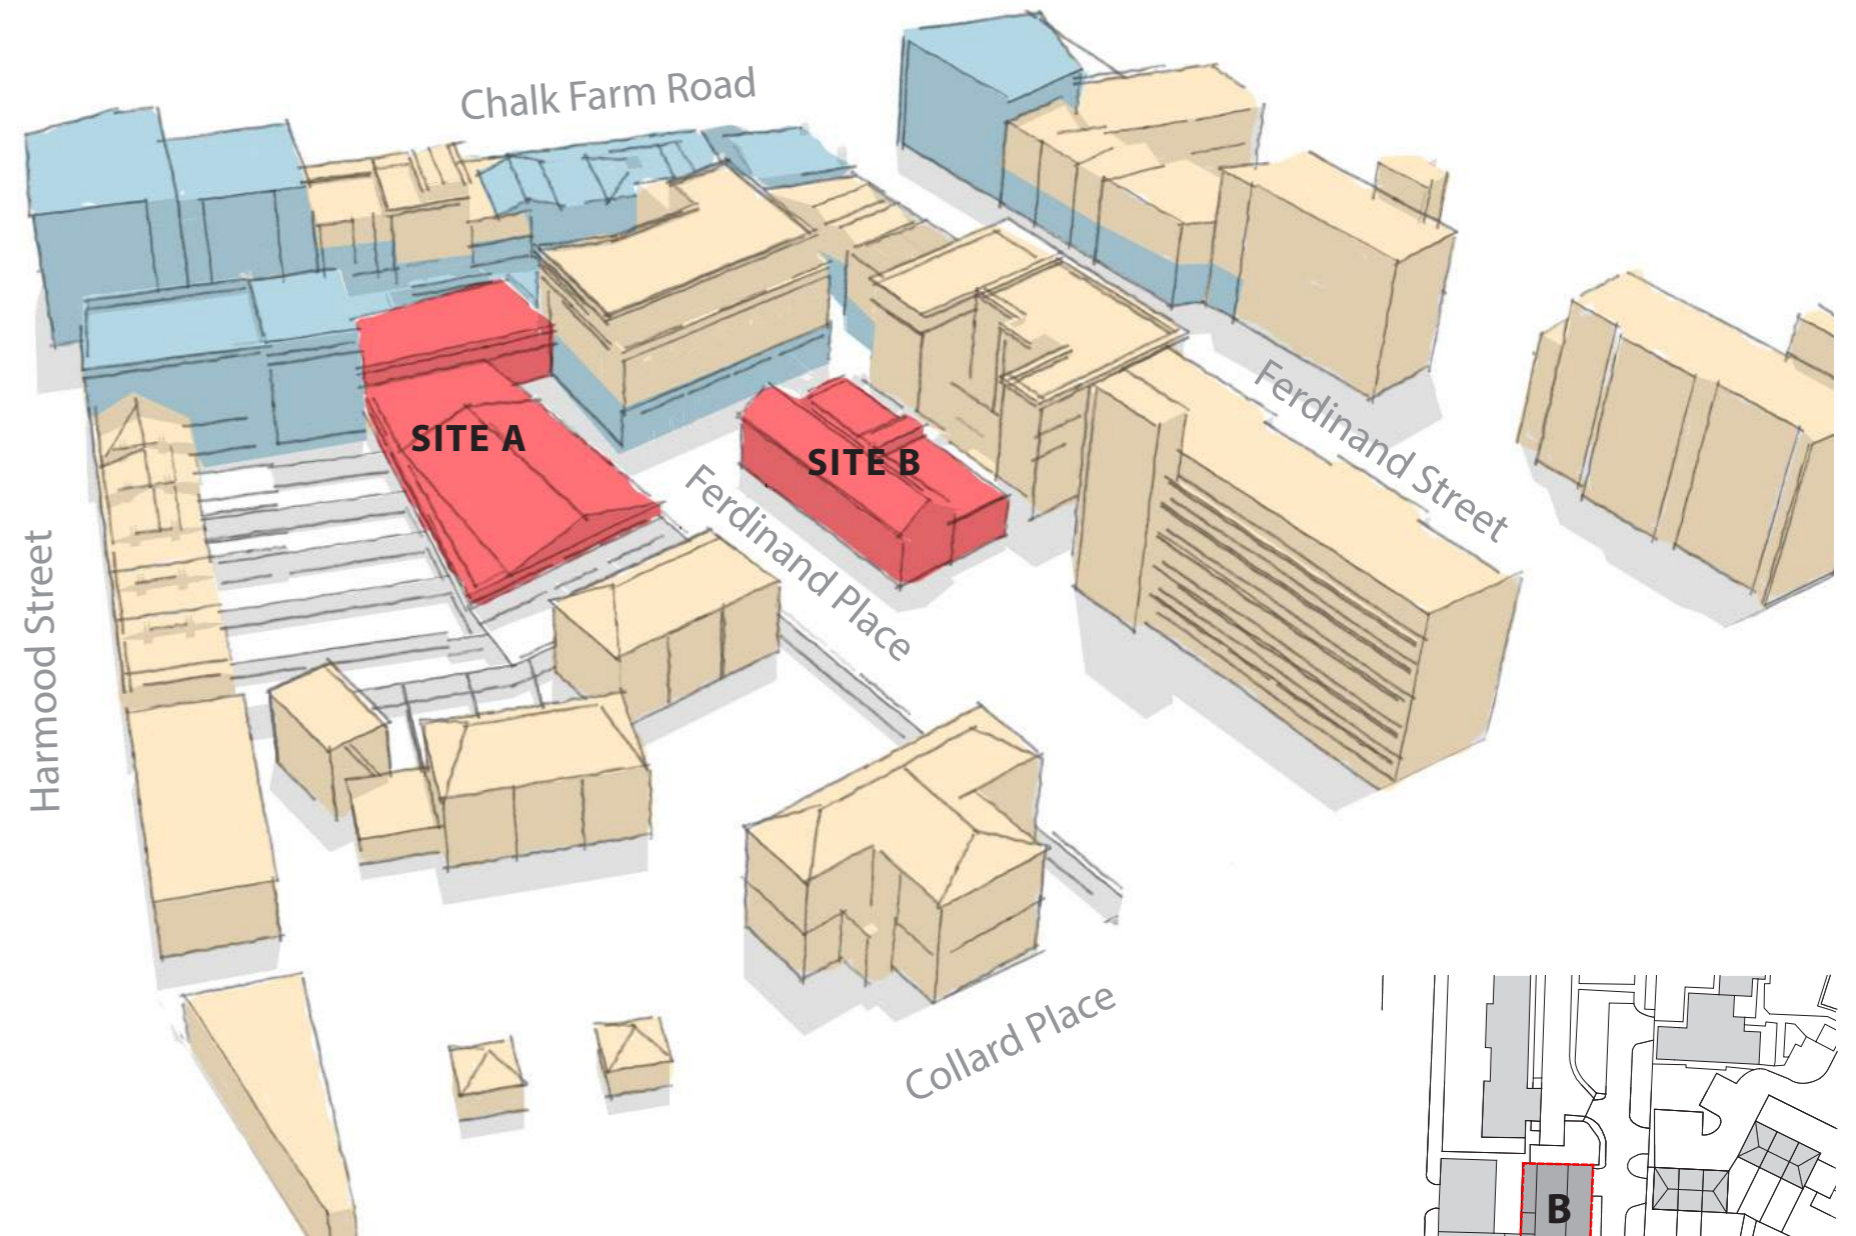 Chalk Farm Road
SITE A
SITE B
Ferdinand Street
Ferdinand Place
Harmood Street
Collard Place
B